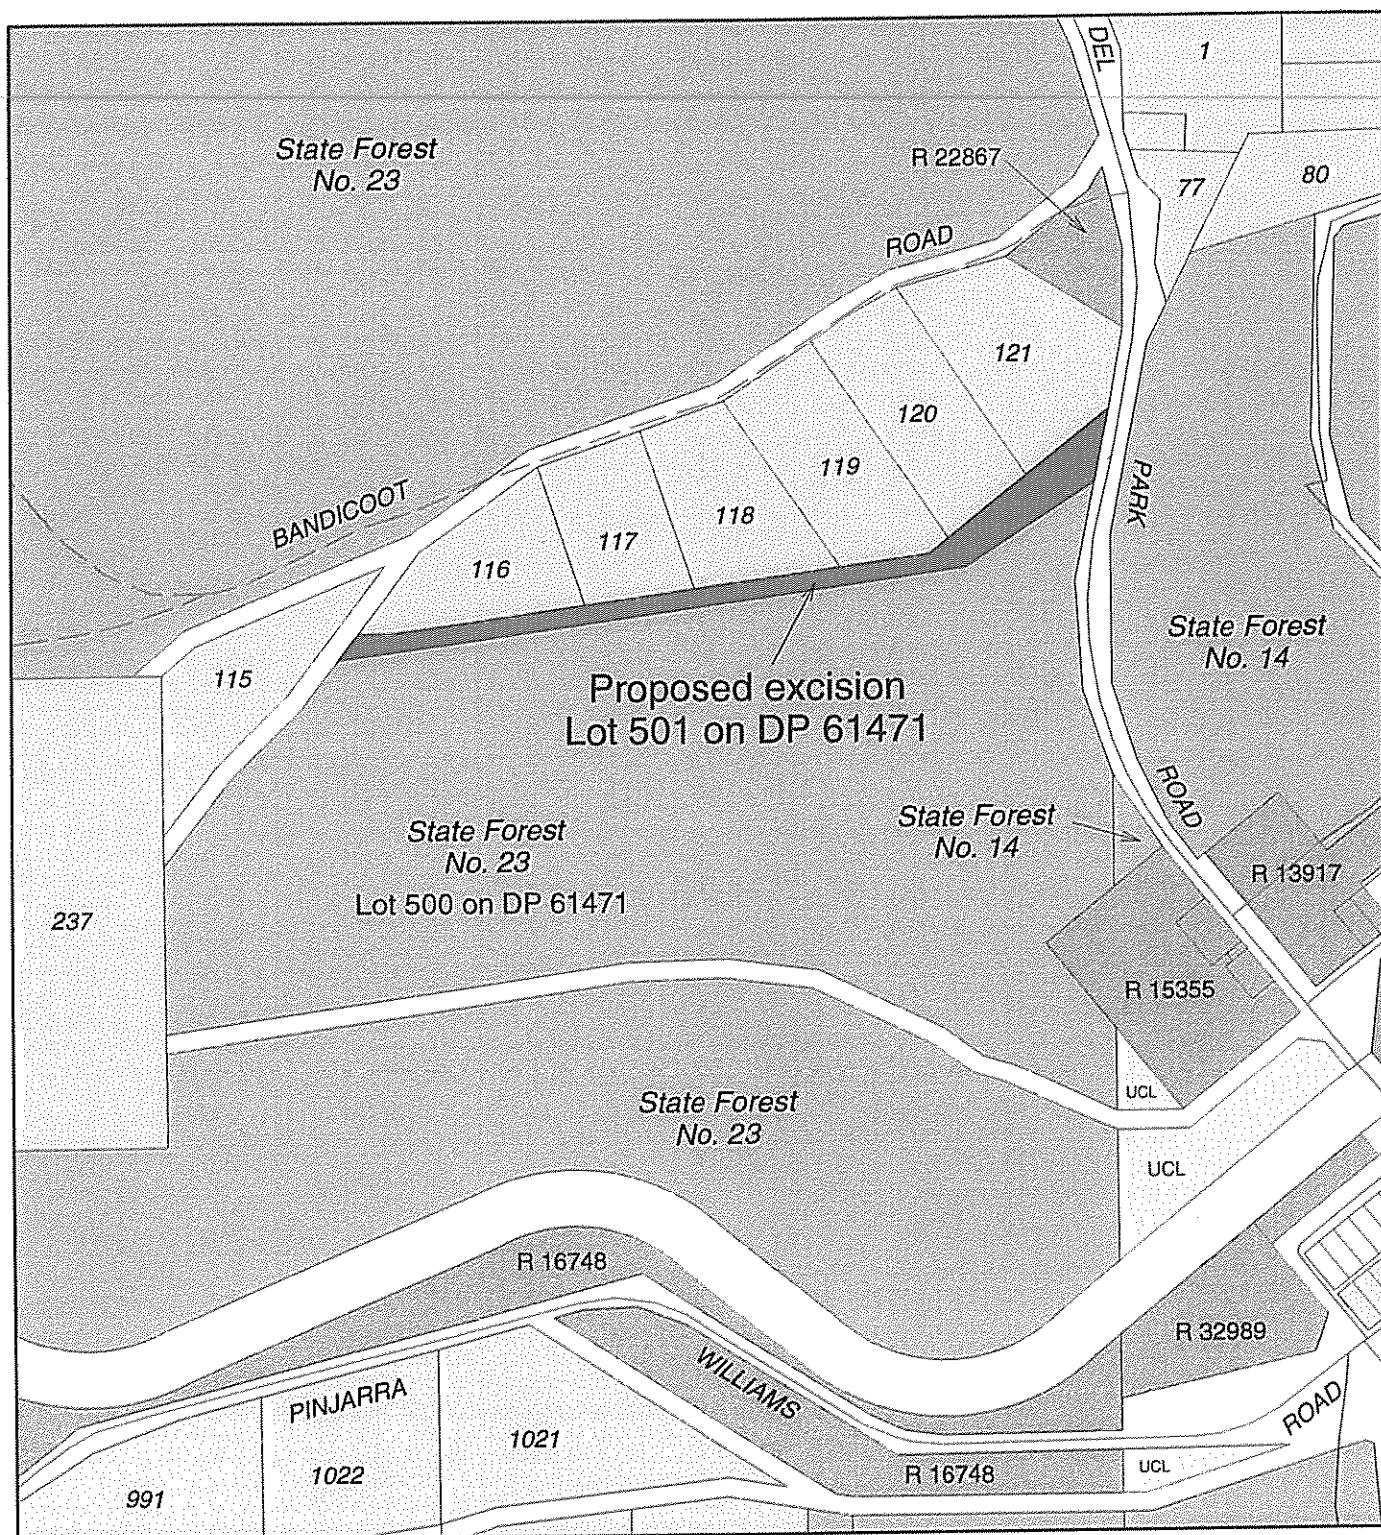 DEL
1
State Forest
No. 23
R 22867
77
80
ROAD
121
120
119
PARK
BANDICOOT
118
117
116
State Forest
No. 14
115
Proposed excision
Lot 501 on DP 61471
ROAD
State Forest
No. 23
Lot 500 on DP 61471
State Forest
No. 14
R 13917
237
R 15355
UCL
State Forest
No. 23
UCL
R 16748
R 32989
PINJARRA
WILLIAMS
ROAD
1021
1022
991
R 16748
UCL